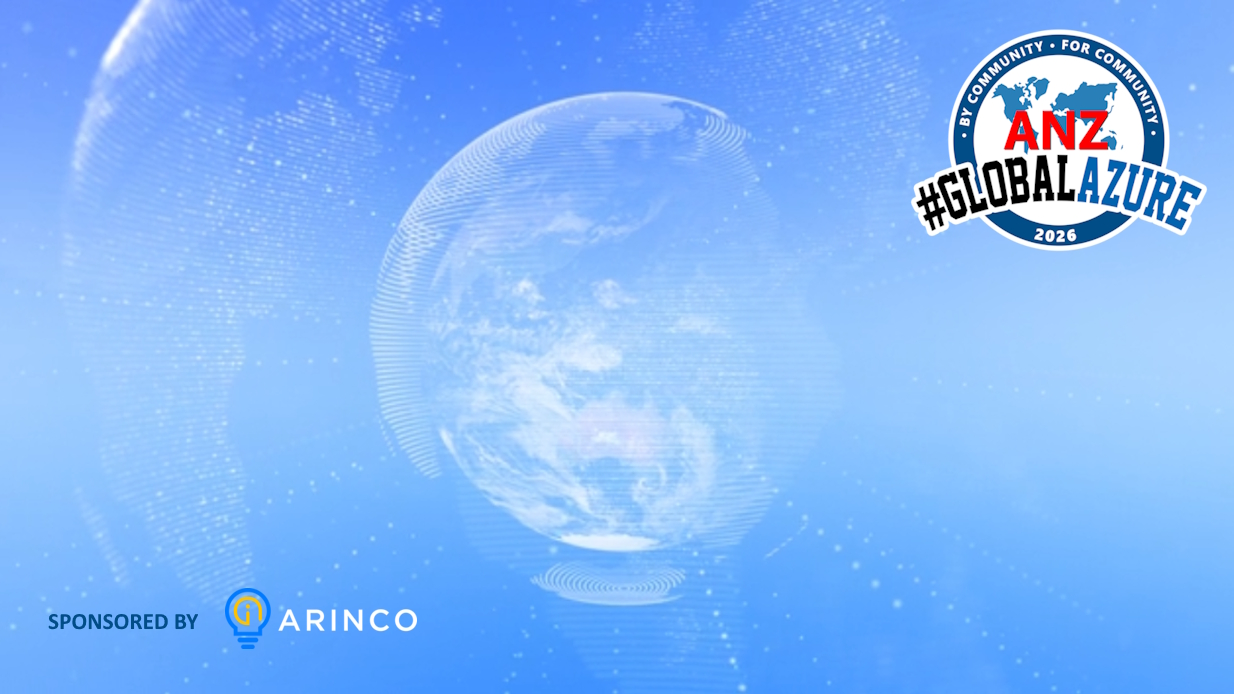 • BY COMMUNITY • FOR COMMUNITY •
ANZ
#GLOBALAZURE
2026
SPONSORED BY
ARINCO